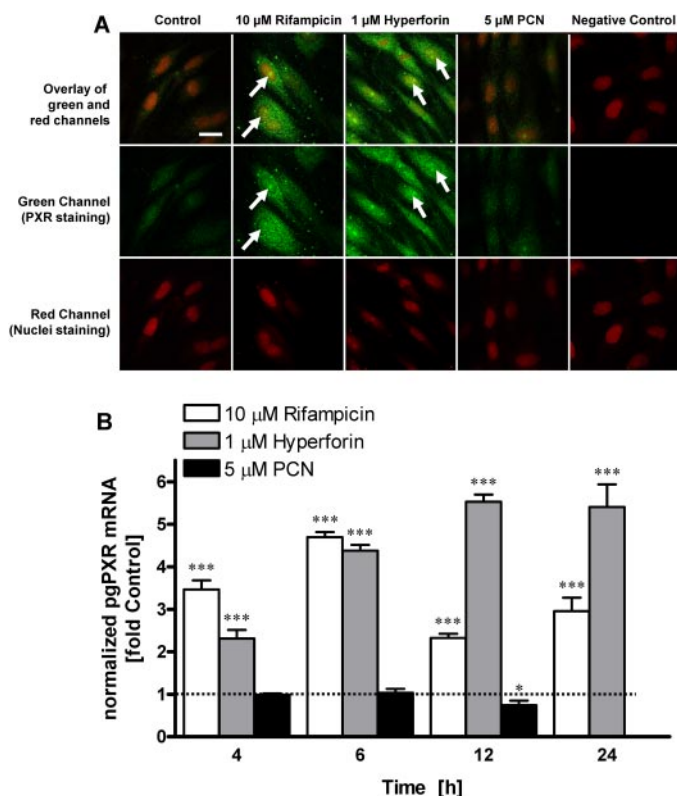 A
Control
10 µM Rifampicin
1 µM Hyperforin
5 µM PCN
Negative Control
Overlay of
green and
red channels
Green Channel
(PXR staining)
Red Channel
(Nuclei staining)
B
10 µM Rifampicin
1 µM Hyperforin
5 µM PCN
normalized pgPXR mRNA
[fold Control]
6
5
4
3
2
1
0
***
***
***
***
***
***
*
***
***
4
6
12
24
Time [h]